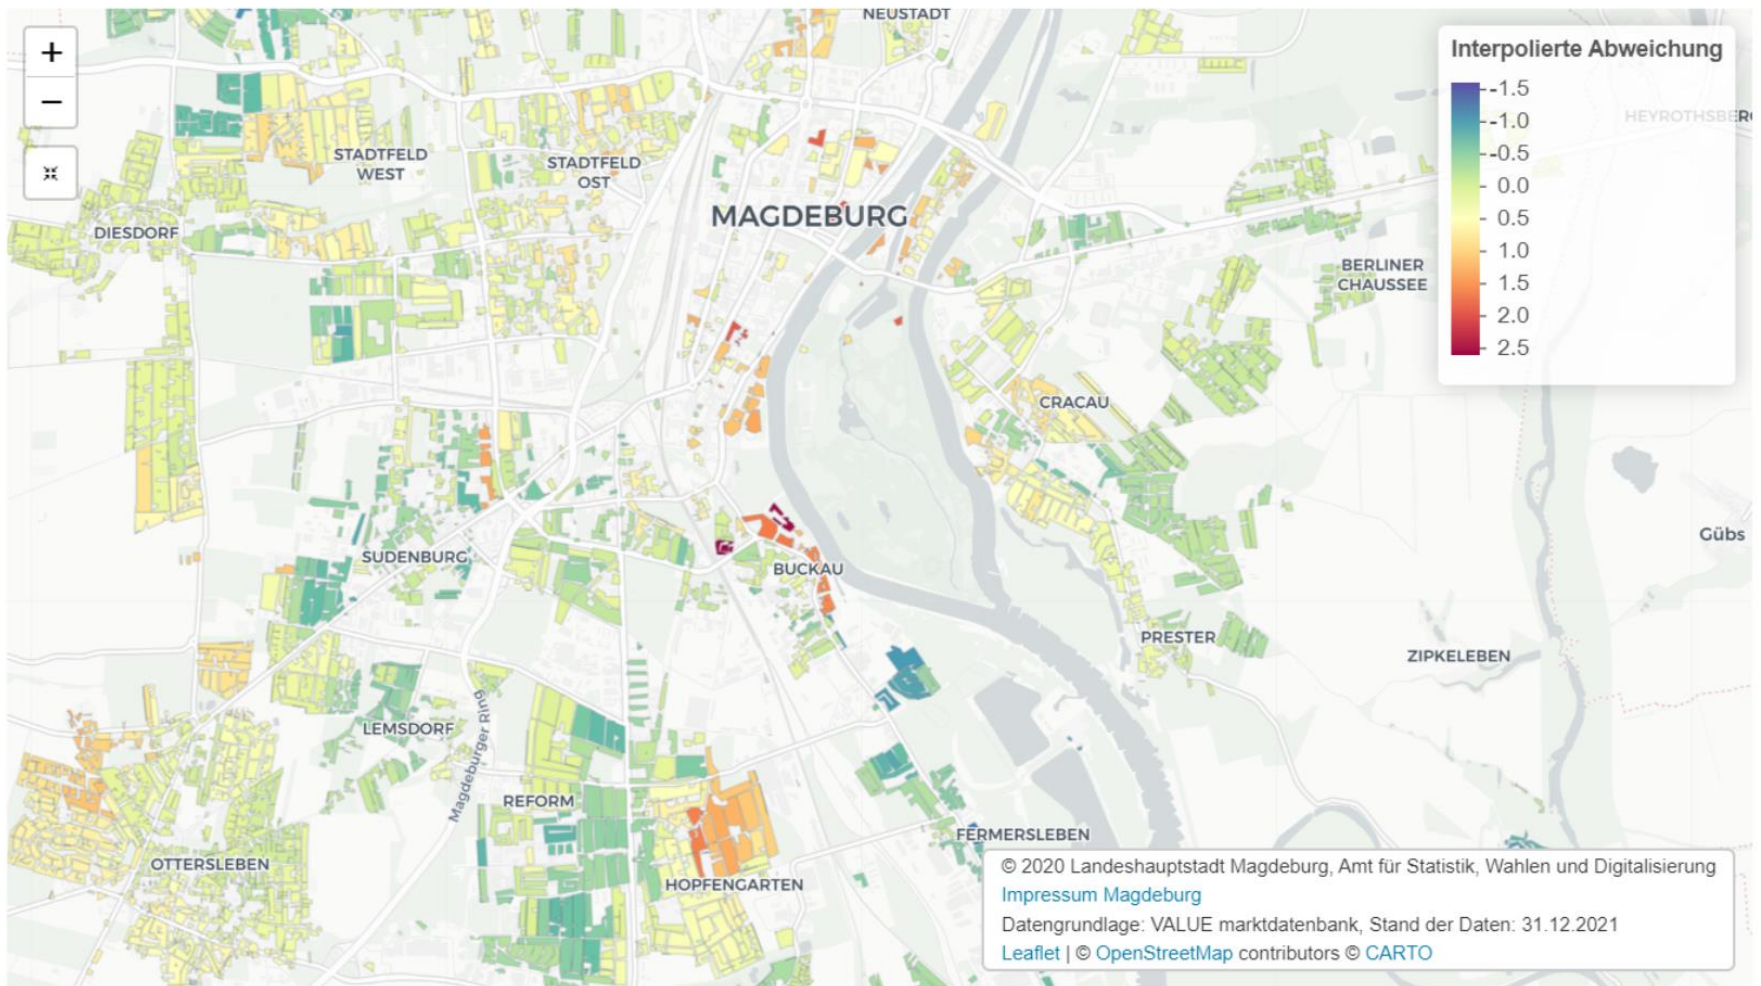 NEUSTADT
+
−
Interpolierte Abweichung
-1.5
-1.0
-0.5
0.0
0.5
1.0
1.5
2.0
2.5
HEYROTHSBER
STADTFELD
WEST
STADTFELD
OST
MAGDEBURG
DIESDORF
BERLINER
CHAUSSEE
CRACAU
Gübs
SUDENBURG
BUCKAU
PRESTER
ZIPKELEBEN
LEMSDORF
Magdeburger Ring
REFORM
FERMERSLEBEN
OTTERSLEBEN
HOPFENGARTEN
© 2020 Landeshauptstadt Magdeburg, Amt für Statistik, Wahlen und Digitalisierung
Impressum Magdeburg
Datengrundlage: VALUE marktdatenbank, Stand der Daten: 31.12.2021
Leaflet | © OpenStreetMap contributors © CARTO